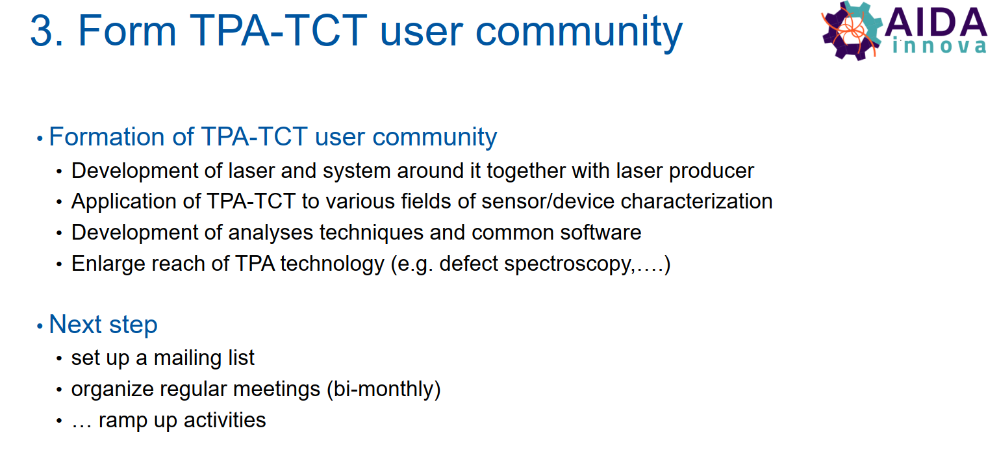 3. Form TPA-TCT user community
AIDA
innova
• Formation of TPA-TCT user community
• Development of laser and system around it together with laser producer
• Application of TPA-TCT to various fields of sensor/device characterization
• Development of analyses techniques and common software
• Enlarge reach of TPA technology (e.g. defect spectroscopy,….)
• Next step
• set up a mailing list
• organize regular meetings (bi-monthly)
• … ramp up activities